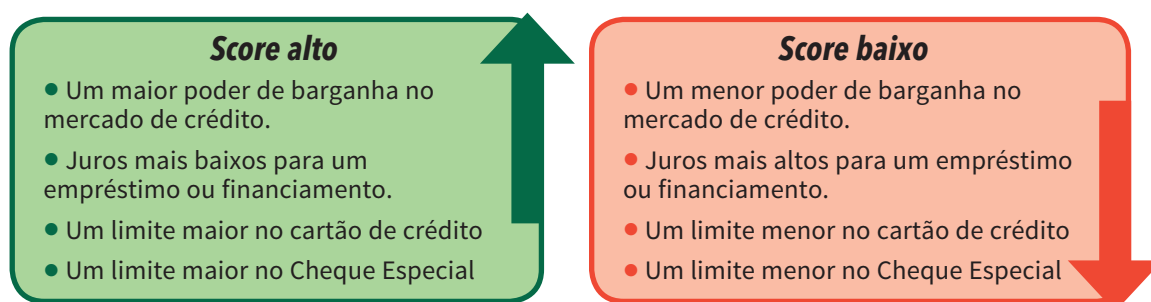 Score alto
● Um maior poder de barganha no
mercado de crédito.
● Juros mais baixos para um
empréstimo ou financiamento.
● Um limite maior no cartão de crédito
● Um limite maior no Cheque Especial
Score baixo
● Um menor poder de barganha no
mercado de crédito.
● Juros mais altos para um empréstimo
ou financiamento.
● Um limite menor no cartão de crédito
● Um limite menor no Cheque Especial